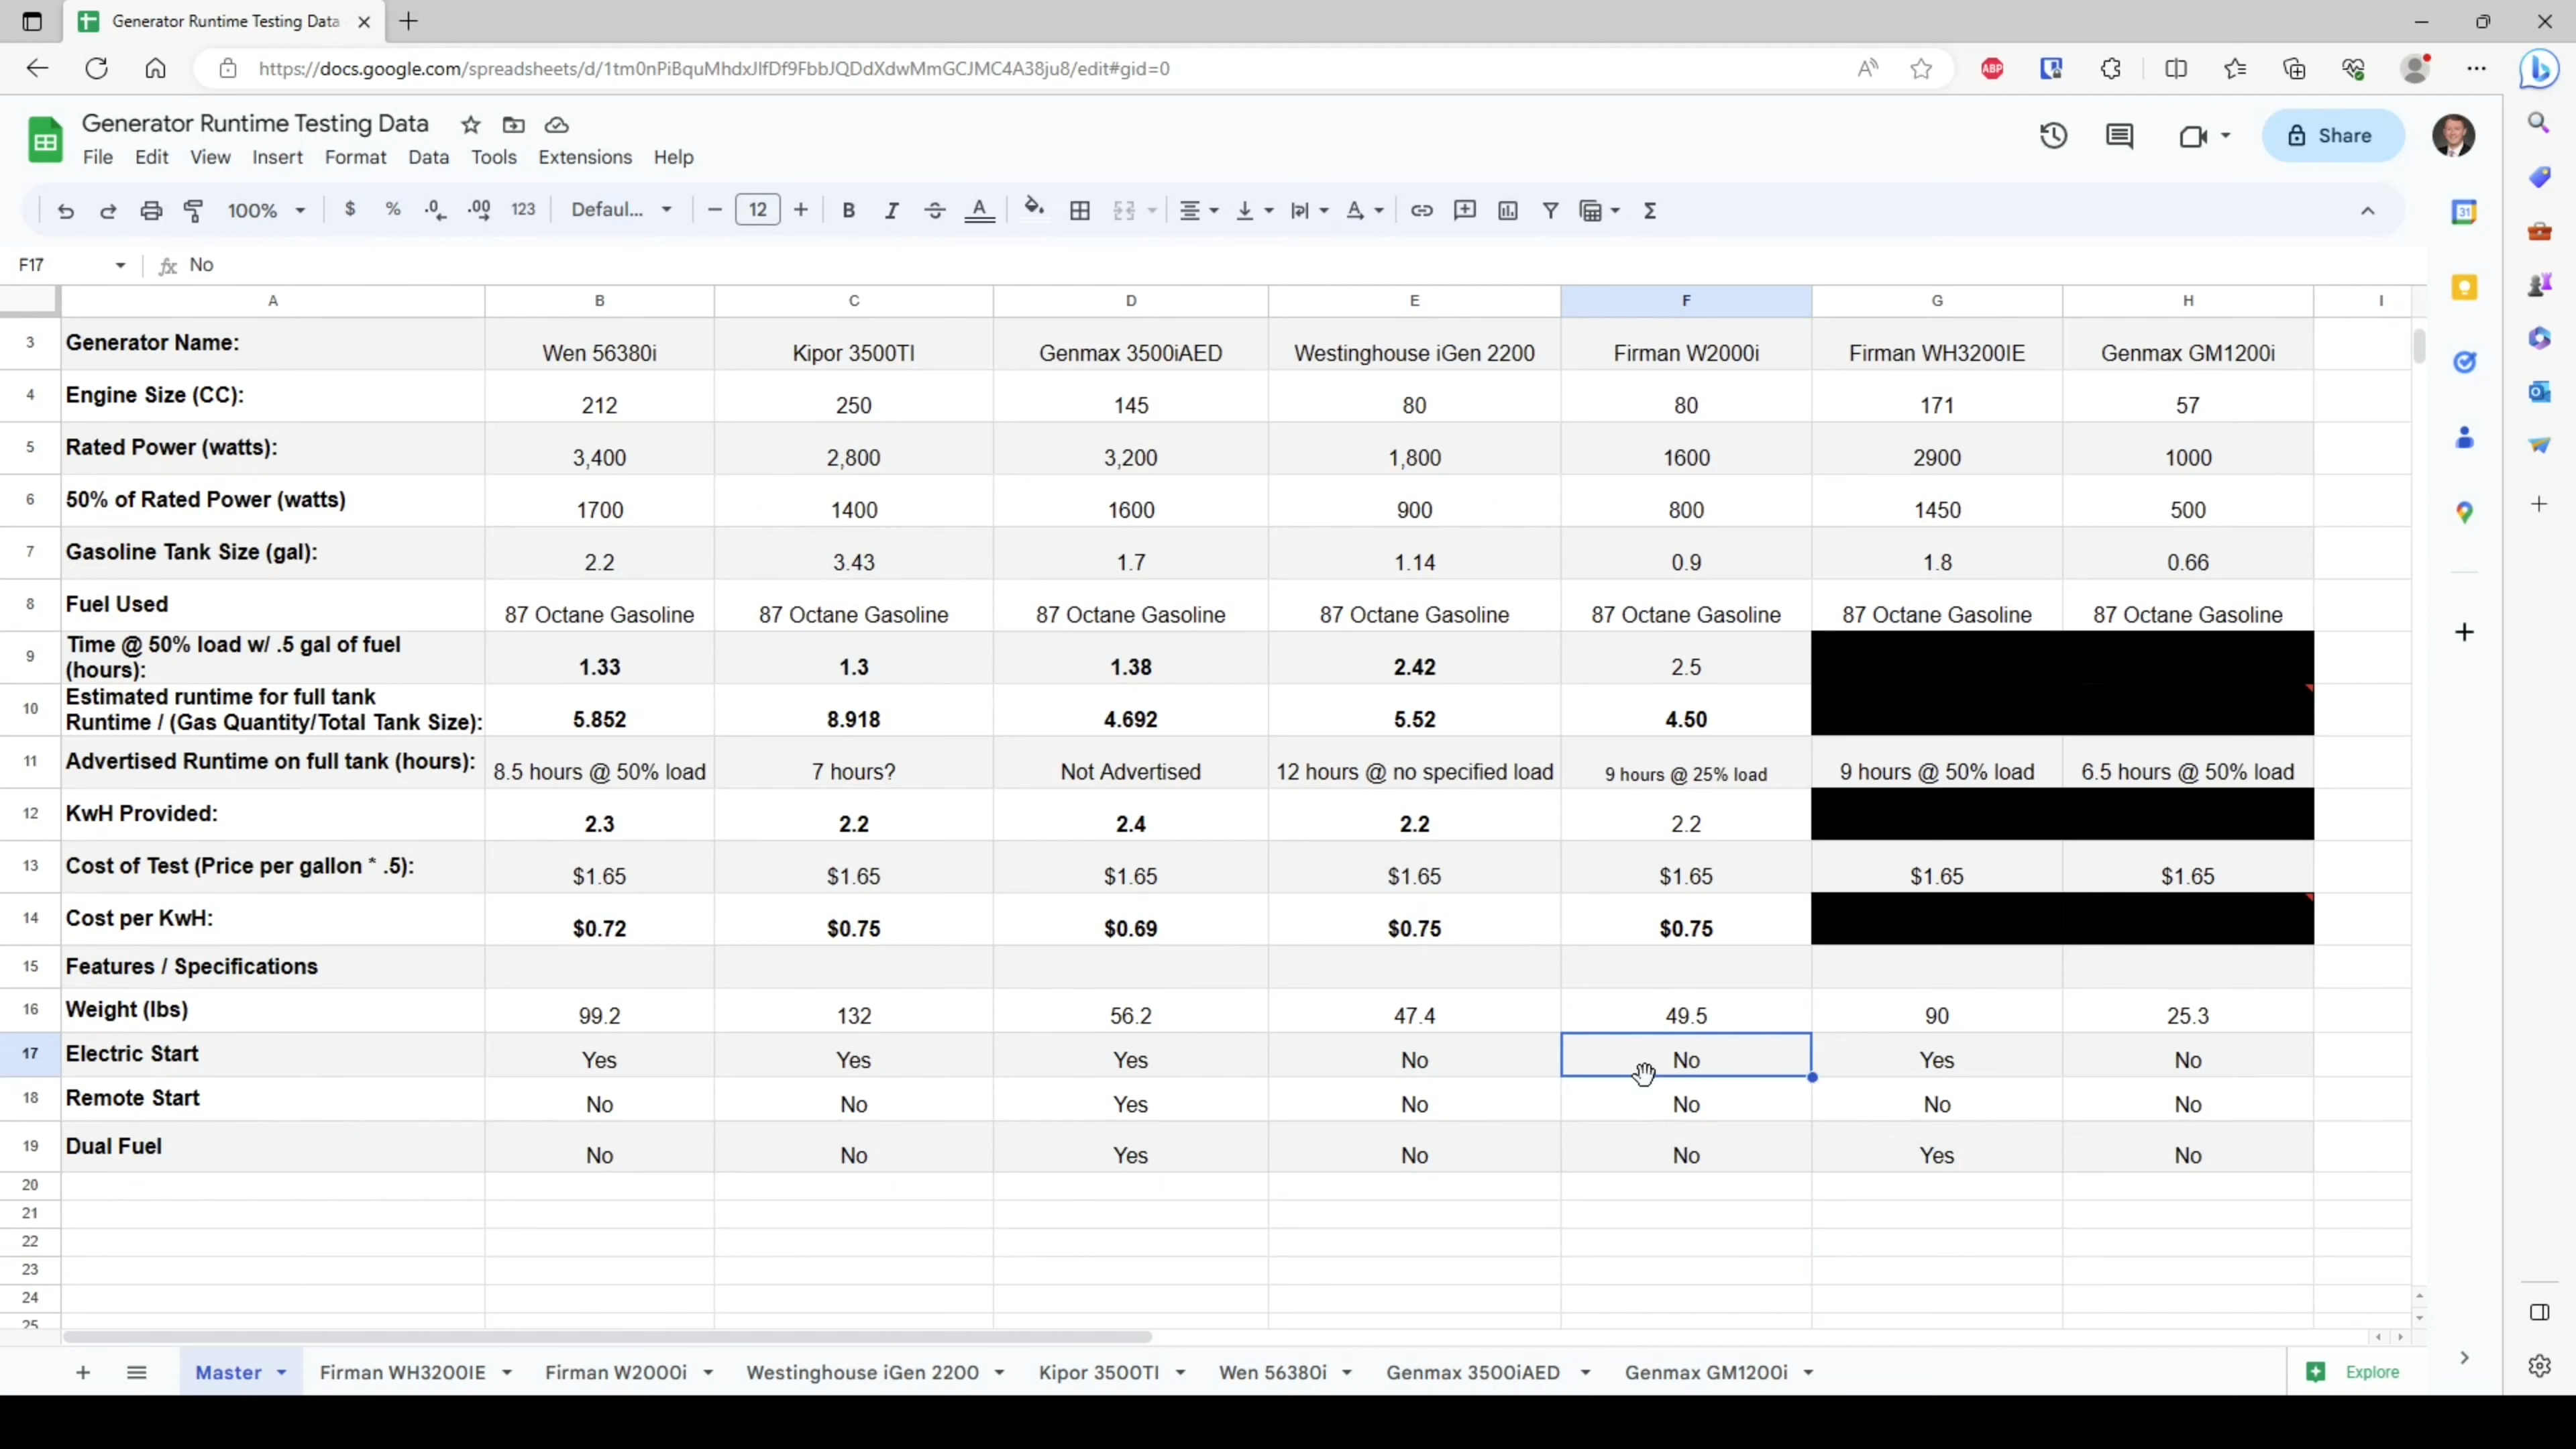 Generator Runtime Testing Data
https://docs.google.com/spreadsheets/d/1tm0nPiBquMhdxJlfDf9FbbJQDdXdwMmGCJMC4A38ju8/edit#gid=0
A
ABP
Generator Runtime Testing Data
File Edit View Insert Format Data Tools Extensions Help
Share
100% $ % .0 .00 123 Defaul... − 12 + B I A Σ
31
F17 fx No
A B C D E F G H I
3 Generator Name: Wen 56380i Kipor 3500TI Genmax 3500iAED Westinghouse iGen 2200 Firman W2000i Firman WH3200IE Genmax GM1200i
4 Engine Size (CC): 212 250 145 80 80 171 57
5 Rated Power (watts): 3,400 2,800 3,200 1,800 1600 2900 1000
6 50% of Rated Power (watts) 1700 1400 1600 900 800 1450 500
7 Gasoline Tank Size (gal): 2.2 3.43 1.7 1.14 0.9 1.8 0.66
8 Fuel Used 87 Octane Gasoline 87 Octane Gasoline 87 Octane Gasoline 87 Octane Gasoline 87 Octane Gasoline 87 Octane Gasoline 87 Octane Gasoline
Time @ 50% load w/ .5 gal of fuel
9 (hours): 1.33 1.3 1.38 2.42 2.5
Estimated runtime for full tank
10 Runtime / (Gas Quantity/Total Tank Size): 5.852 8.918 4.692 5.52 4.50
11 Advertised Runtime on full tank (hours): 8.5 hours @ 50% load 7 hours? Not Advertised 12 hours @ no specified load 9 hours @ 25% load 9 hours @ 50% load 6.5 hours @ 50% load
12 KwH Provided: 2.3 2.2 2.4 2.2 2.2
13 Cost of Test (Price per gallon * .5): $1.65 $1.65 $1.65 $1.65 $1.65 $1.65 $1.65
14 Cost per KwH: $0.72 $0.75 $0.69 $0.75 $0.75
15 Features / Specifications
16 Weight (lbs) 99.2 132 56.2 47.4 49.5 90 25.3
17 Electric Start Yes Yes Yes No No Yes No
18 Remote Start No No Yes No No No No
19 Dual Fuel No No Yes No No Yes No
20
21
22
23
24
25
Master Firman WH3200IE Firman W2000i Westinghouse iGen 2200 Kipor 3500TI Wen 56380i Genmax 3500iAED Genmax GM1200i Explore